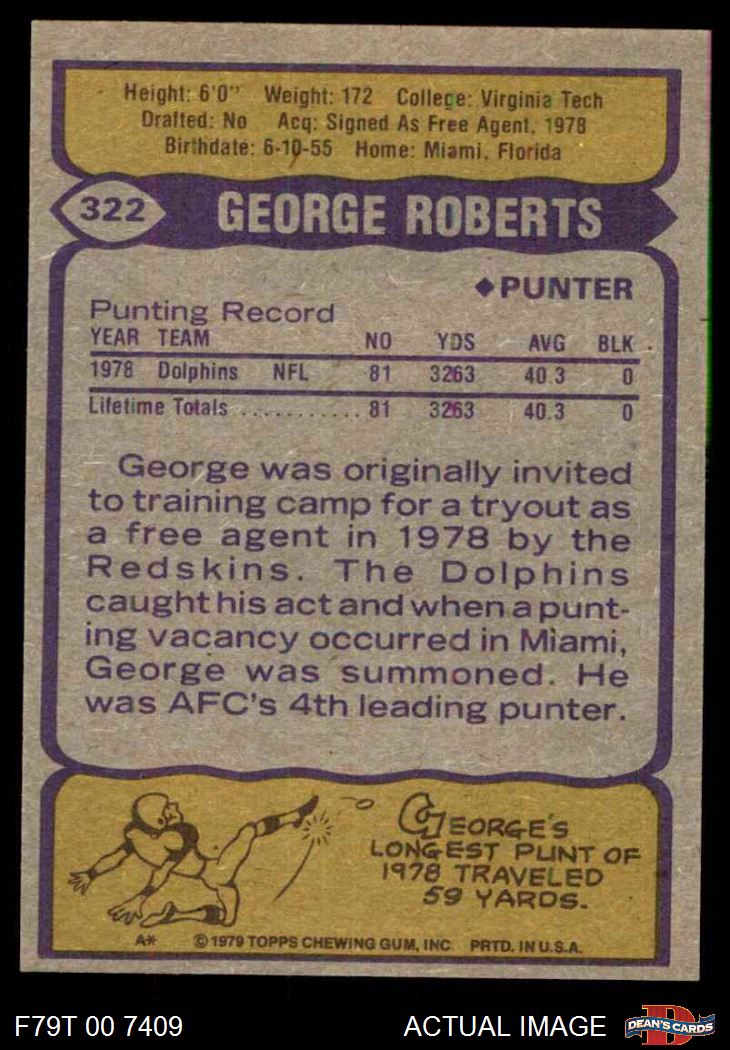 Height: 6'0" Weight: 172 College: Virginia Tech
Drafted: No Acq: Signed As Free Agent, 1978
Birthdate: 6-10-55 Home: Miami, Florida
322 GEORGE ROBERTS
◆PUNTER
Punting Record
YEAR TEAM NO YDS AVG BLK
1978 Dolphins NFL 81 3263 40.3 0
Lifetime Totals ............ 81 3263 40.3 0
George was originally invited
to training camp for a tryout as
a free agent in 1978 by the
Redskins. The Dolphins
caught his act and when a punt-
ing vacancy occurred in Miami,
George was summoned. He
was AFC's 4th leading punter.
GEORGE'S
LONGEST PUNT OF
1978 TRAVELED
59 YARDS.
A* © 1979 TOPPS CHEWING GUM, INC. PRTD. IN U.S.A.
F79T 00 7409 ACTUAL IMAGE D DEAN'S CARDS